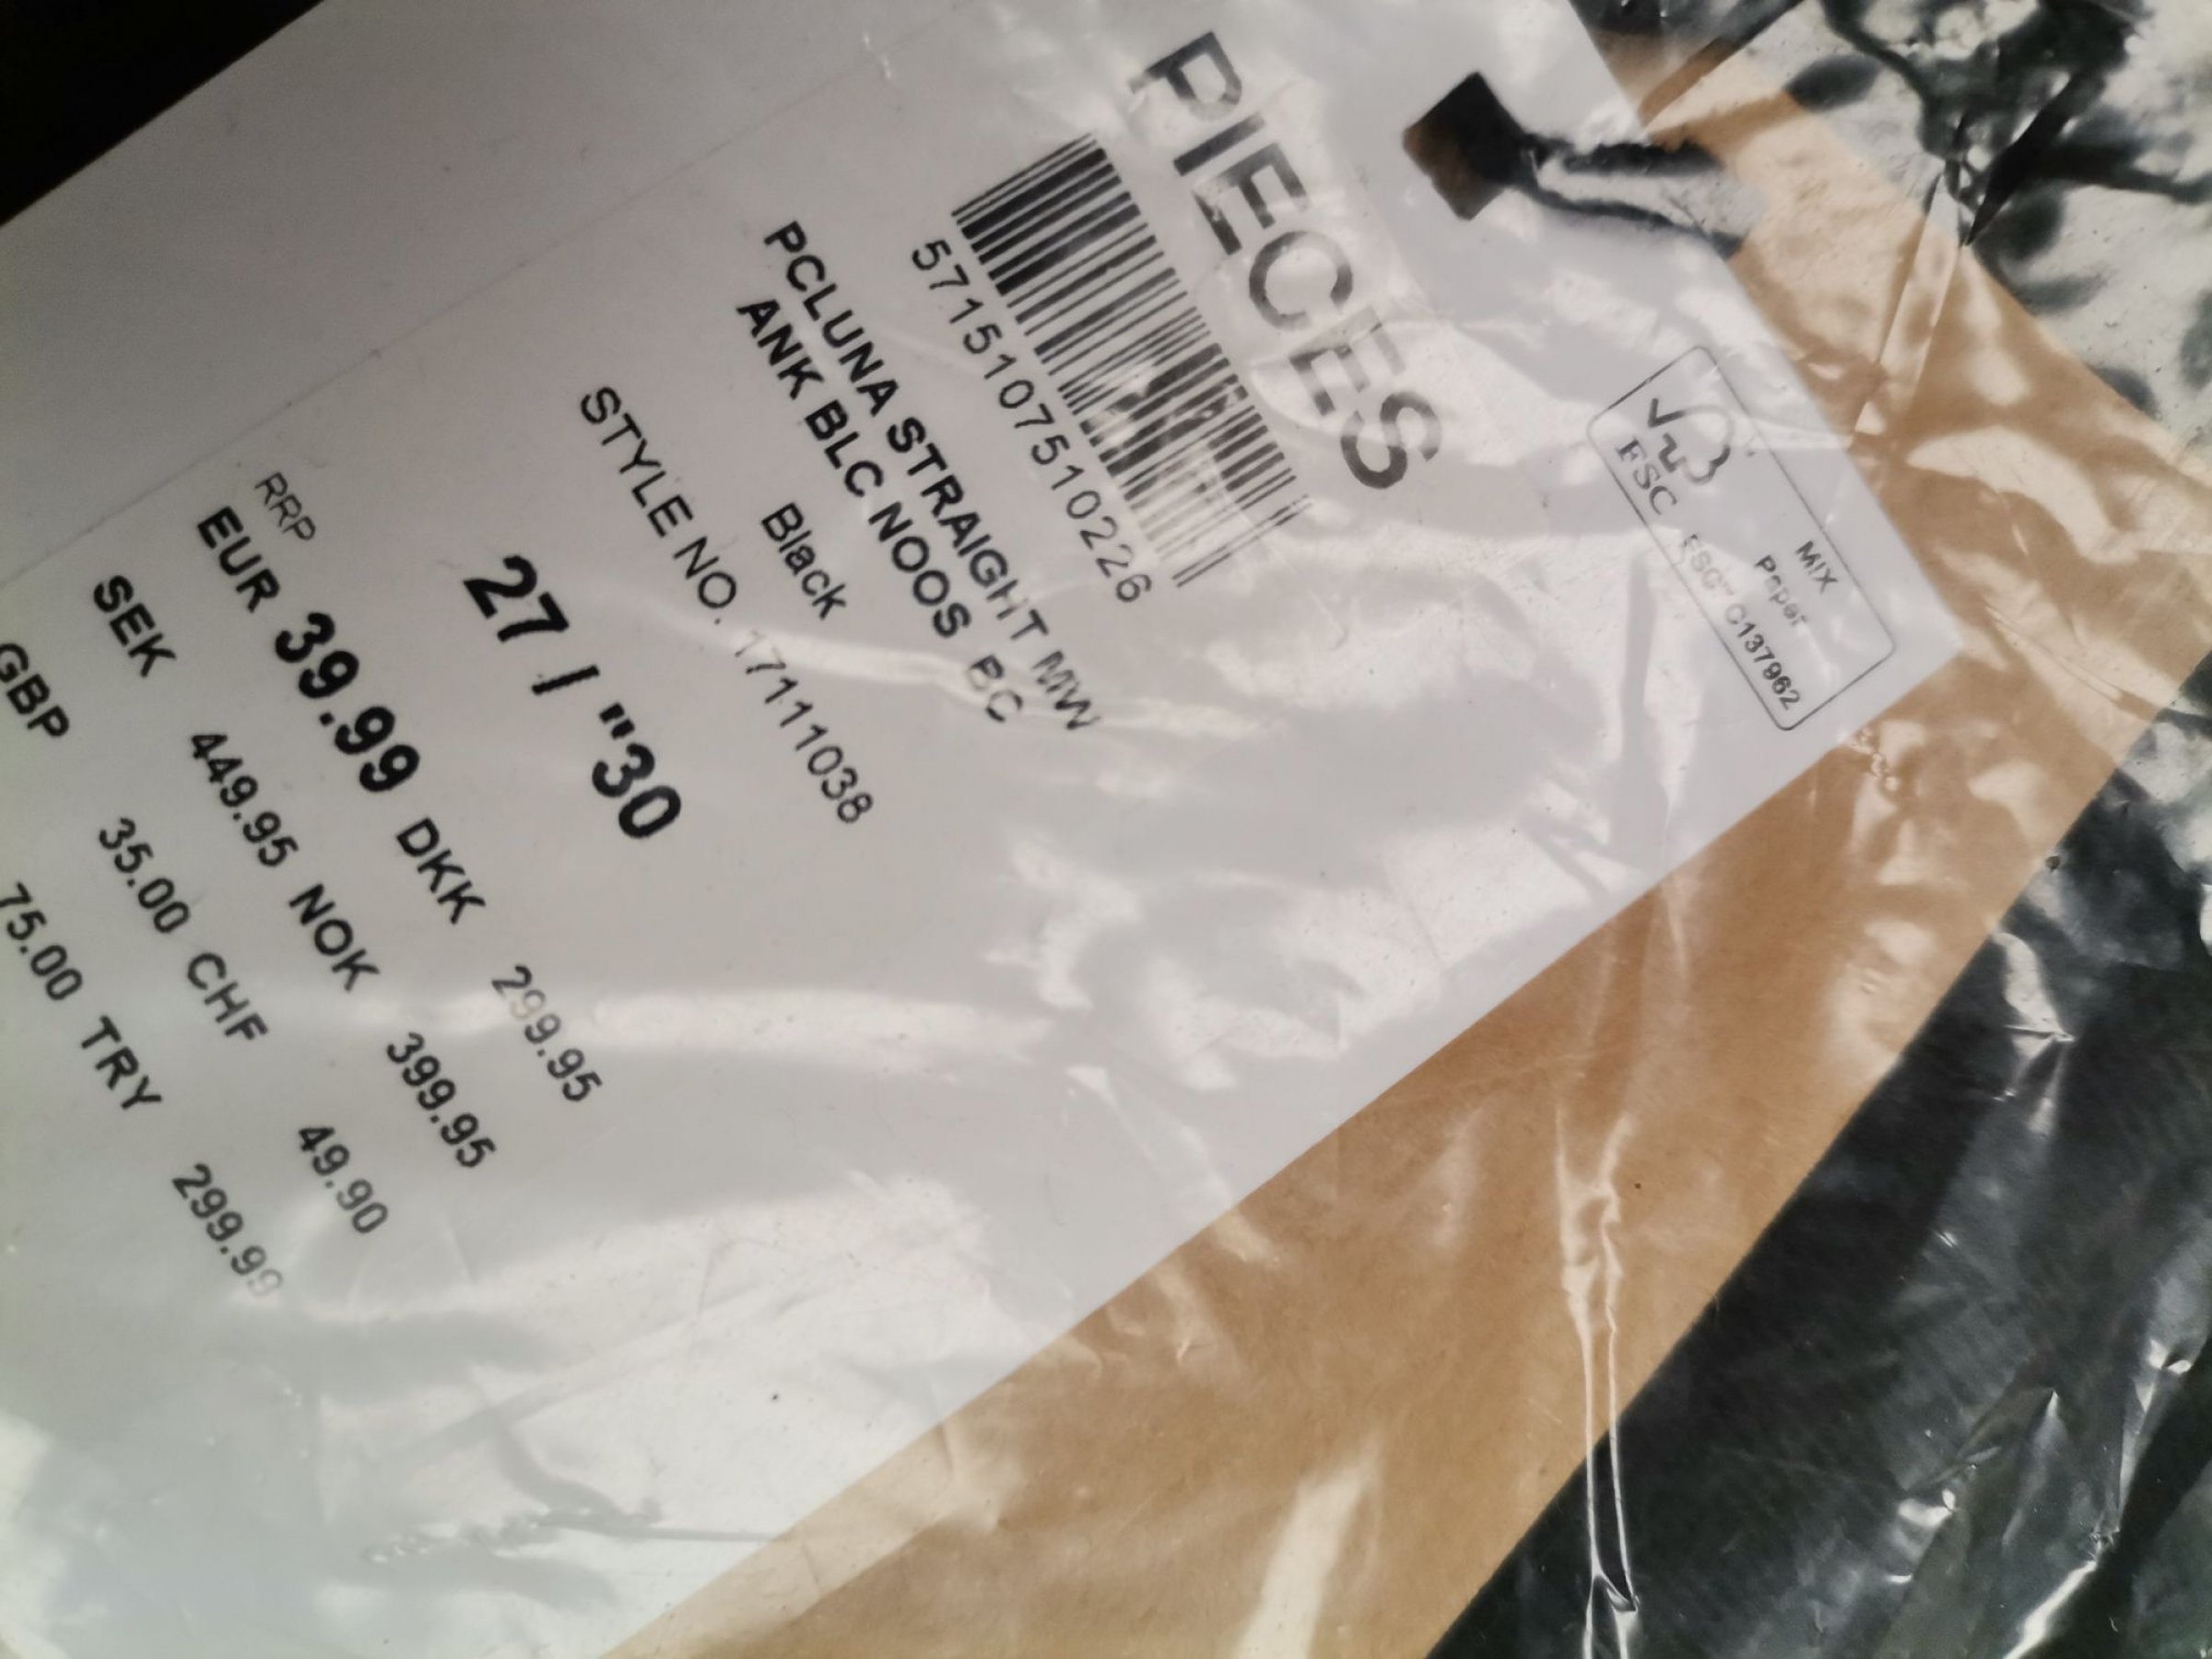 PIECES
5715107510226
PCLUNA STRAIGHT MW
ANK BLC NOOS BC
Black
STYLE NO. 17111038
27 / "30
RRP
EUR 39.99 DKK 299.95
SEK 449.95 NOK 399.95
GBP 35.00 CHF 49.90
75.00 TRY 299.99
FSC
MIX
Paper
FSC™ C137962